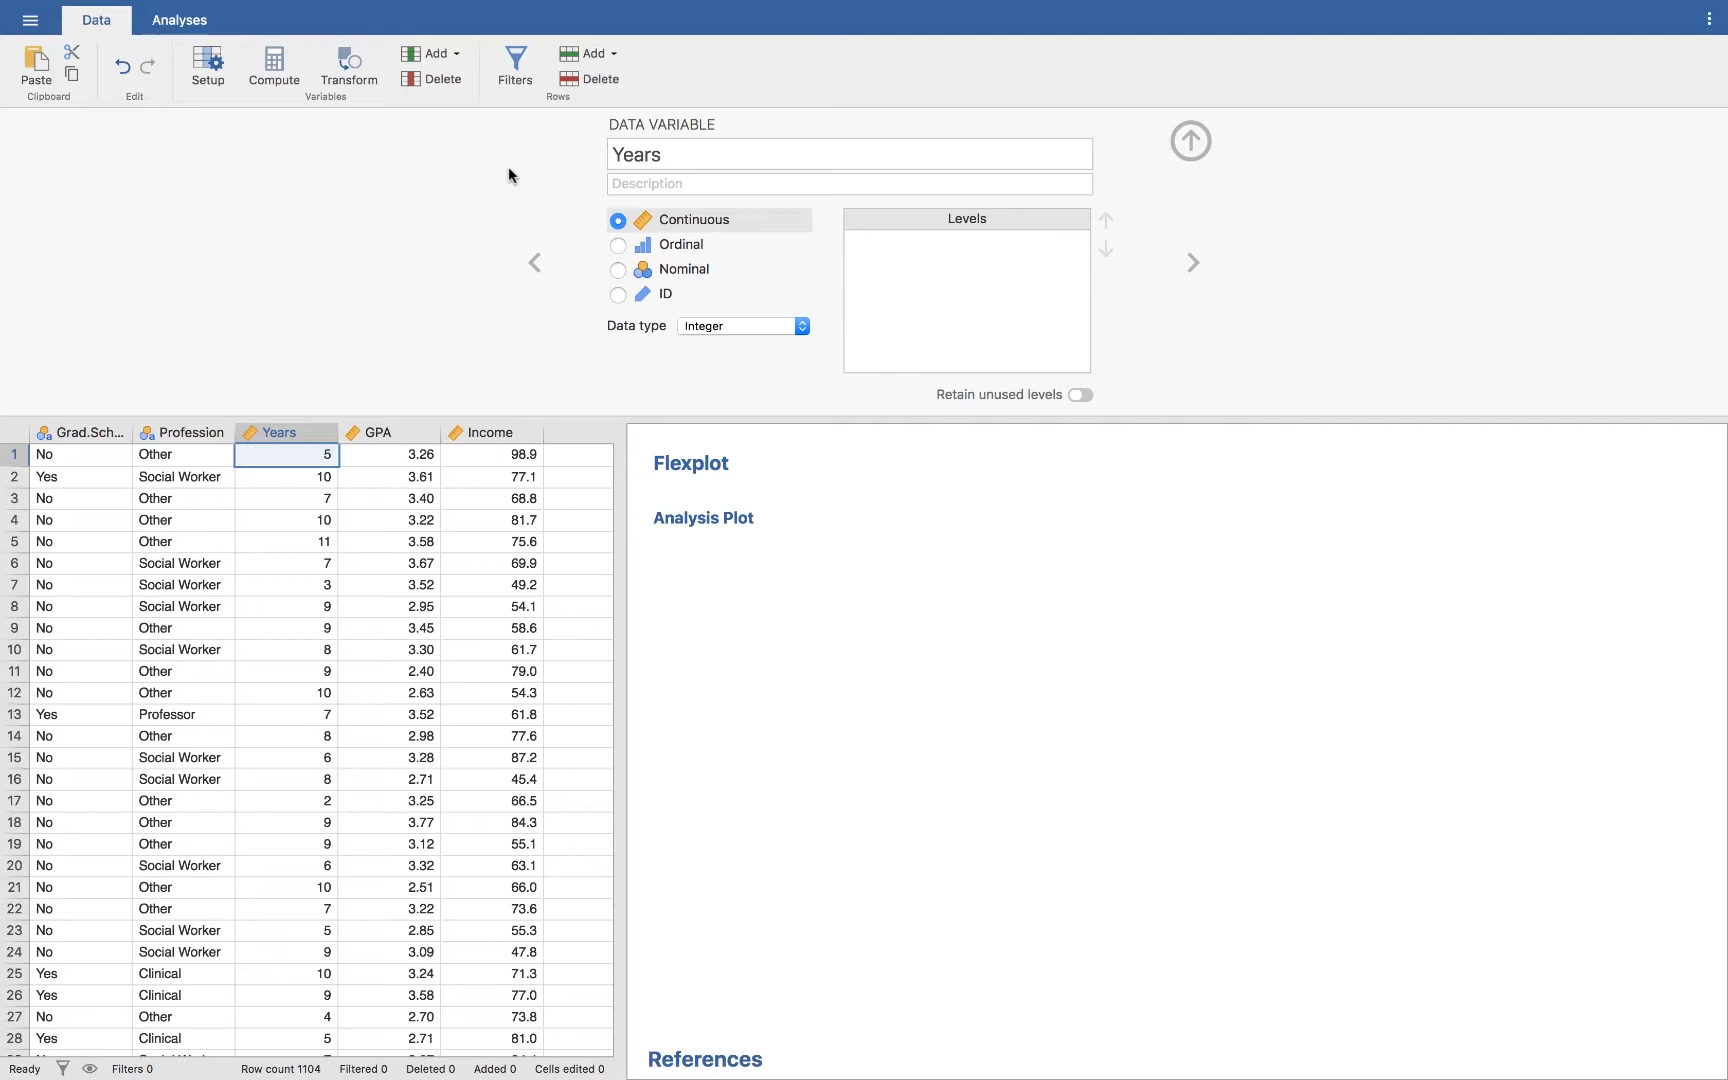 Data Analyses
Paste
Clipboard
Edit
Setup Compute Transform
Add
Delete
Variables
Filters
Add
Delete
Rows
DATA VARIABLE
Years
Description
Continuous
Ordinal
Nominal
ID
Data type Integer
Levels
Retain unused levels
Grad.Sch... Profession Years GPA Income
1 No Other 5 3.26 98.9
2 Yes Social Worker 10 3.61 77.1
3 No Other 7 3.40 68.8
4 No Other 10 3.22 81.7
5 No Other 11 3.58 75.6
6 No Social Worker 7 3.67 69.9
7 No Social Worker 3 3.52 49.2
8 No Social Worker 9 2.95 54.1
9 No Other 9 3.45 58.6
10 No Social Worker 8 3.30 61.7
11 No Other 9 2.40 79.0
12 No Other 10 2.63 54.3
13 Yes Professor 7 3.52 61.8
14 No Other 8 2.98 77.6
15 No Social Worker 6 3.28 87.2
16 No Social Worker 8 2.71 45.4
17 No Other 2 3.25 66.5
18 No Other 9 3.77 84.3
19 No Other 9 3.12 55.1
20 No Social Worker 6 3.32 63.1
21 No Other 10 2.51 66.0
22 No Other 7 3.22 73.6
23 No Social Worker 5 2.85 55.3
24 No Social Worker 9 3.09 47.8
25 Yes Clinical 10 3.24 71.3
26 Yes Clinical 9 3.58 77.0
27 No Other 4 2.70 73.8
28 Yes Clinical 5 2.71 81.0
Ready Filters 0 Row count 1104 Filtered 0 Deleted 0 Added 0 Cells edited 0
Flexplot
Analysis Plot
References